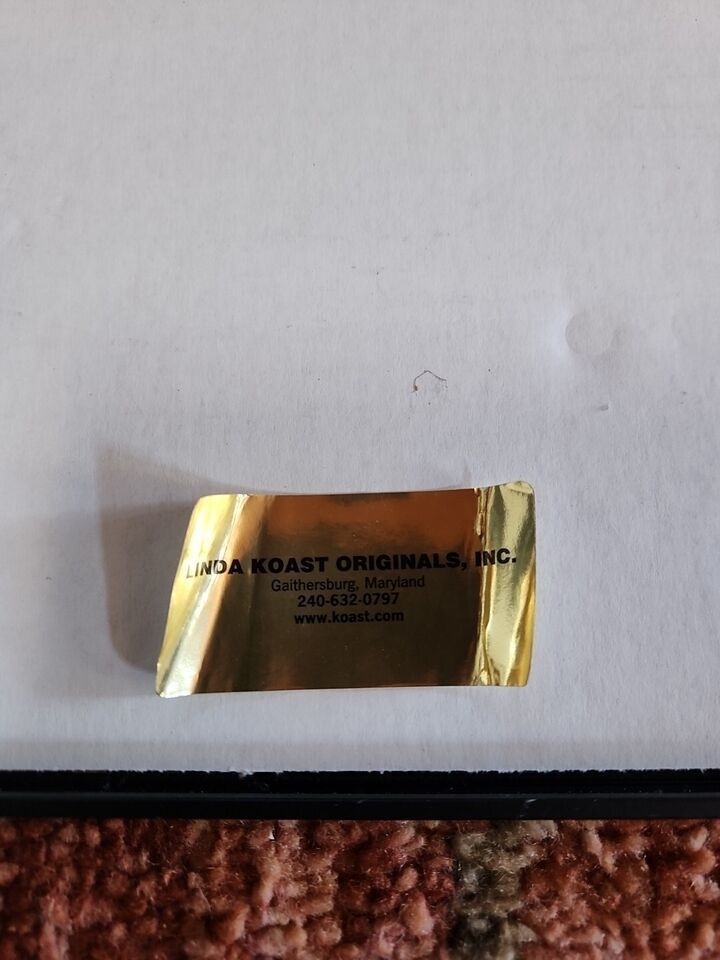 LINDA KOAST ORIGINALS, INC.
Gaithersburg, Maryland
240-632-0797
www.koast.com